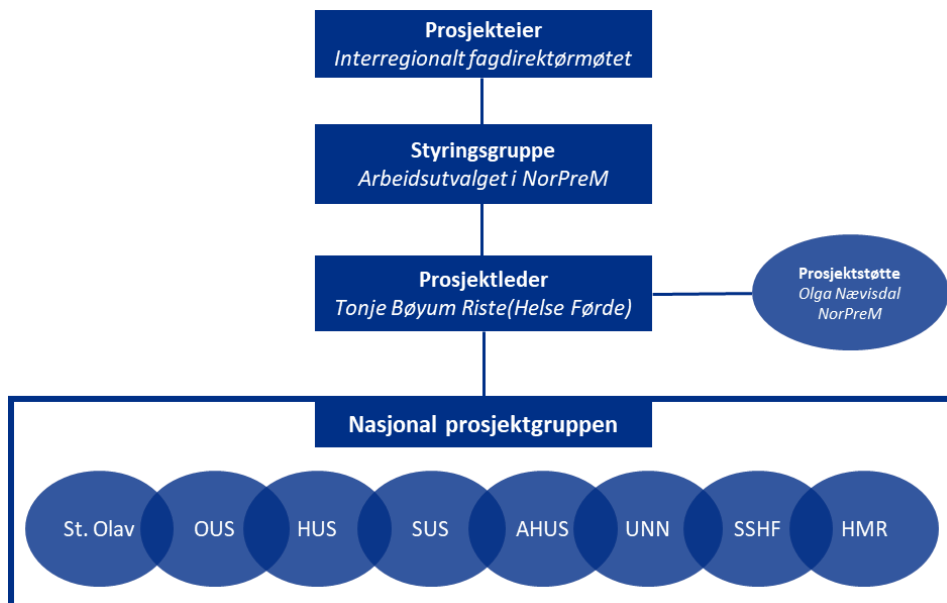 Prosjekteier
Interregionalt fagdirektørmøtet
Styringsgruppe
Arbeidsutvalget i NorPreM
Prosjektleder
Tonje Bøyum Riste(Helse Førde)
Prosjektstøtte
Olga Nævisdal
NorPreM
Nasjonal prosjektgruppen
St. Olav
OUS
HUS
SUS
AHUS
UNN
SSHF
HMR